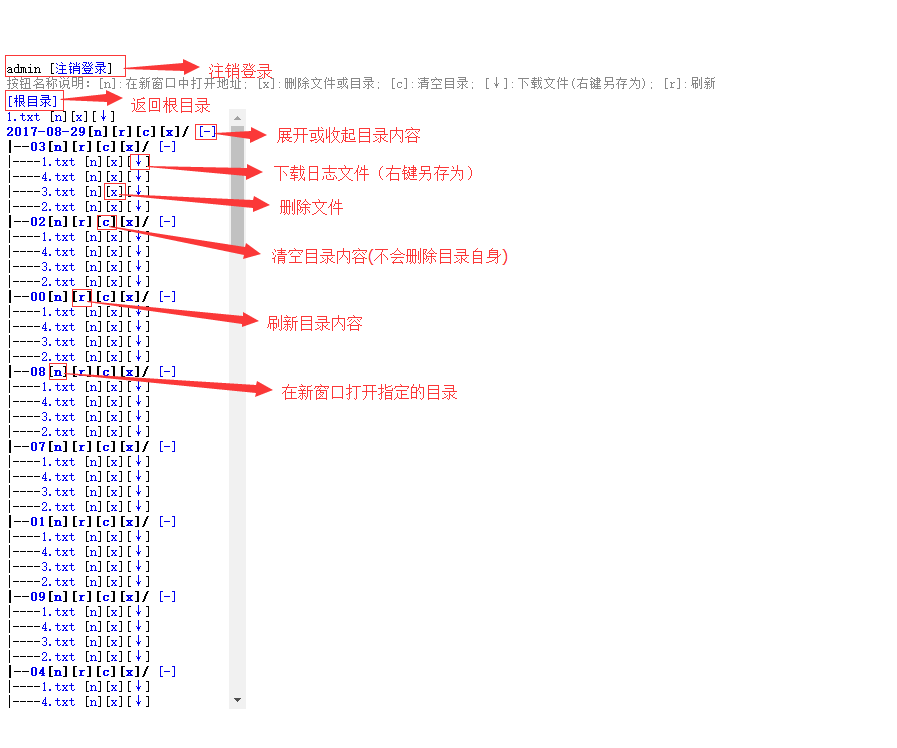 admin [注销登录]
注销登录
按钮名称说明: [n]:在新窗口中打开地址; [x]:删除文件或目录; [c]:清空目录; [↓]:下载文件(右键另存为); [r]:刷新
[根目录]
返回根目录
1.txt [n][x][↓]
2017-08-29[n][r][c][x]/ [-]
展开或收起目录内容
|--03[n][r][c][x]/ [-]
|----1.txt [n][x][↓]
下载日志文件（右键另存为）
|----4.txt [n][x][↓]
|----3.txt [n][x][↓]
删除文件
|----2.txt [n][x][↓]
|--02[n][r][c][x]/ [-]
|----1.txt [n][x][↓]
|----4.txt [n][x][↓]
清空目录内容(不会删除目录自身)
|----3.txt [n][x][↓]
|----2.txt [n][x][↓]
|--00[n][r][c][x]/ [-]
|----1.txt [n][x][↓]
刷新目录内容
|----4.txt [n][x][↓]
|----3.txt [n][x][↓]
|----2.txt [n][x][↓]
|--08[n][r][c][x]/ [-]
|----1.txt [n][x][↓]
在新窗口打开指定的目录
|----4.txt [n][x][↓]
|----3.txt [n][x][↓]
|----2.txt [n][x][↓]
|--07[n][r][c][x]/ [-]
|----1.txt [n][x][↓]
|----4.txt [n][x][↓]
|----3.txt [n][x][↓]
|----2.txt [n][x][↓]
|--01[n][r][c][x]/ [-]
|----1.txt [n][x][↓]
|----4.txt [n][x][↓]
|----3.txt [n][x][↓]
|----2.txt [n][x][↓]
|--09[n][r][c][x]/ [-]
|----1.txt [n][x][↓]
|----4.txt [n][x][↓]
|----3.txt [n][x][↓]
|----2.txt [n][x][↓]
|--04[n][r][c][x]/ [-]
|----1.txt [n][x][↓]
|----4.txt [n][x][↓]